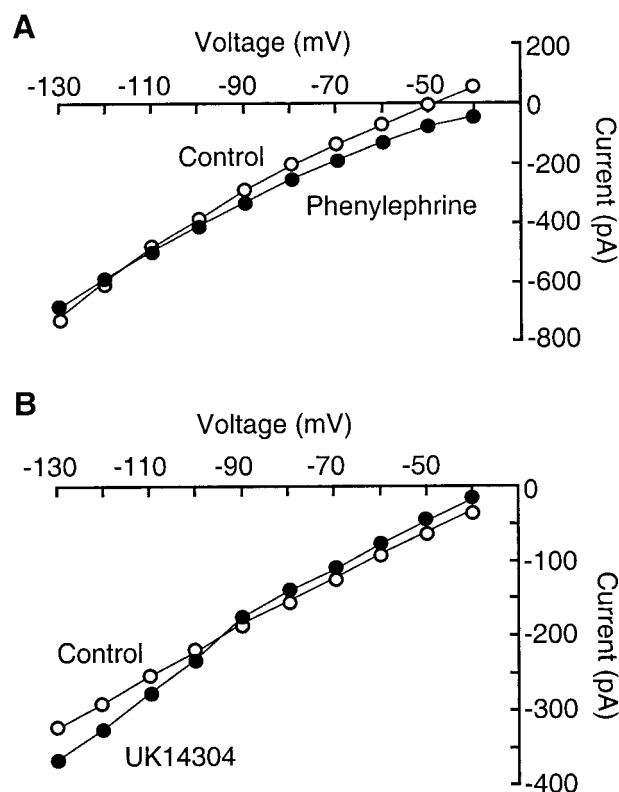 A
Voltage (mV)
200
-130 -110 -90 -70 -50
0
Control
-200
Phenylephrine
-400
-600
-800
Current (pA)
B
Voltage (mV)
-130 -110 -90 -70 -50
0
-100
Control
-200
-300
UK14304
-400
Current (pA)